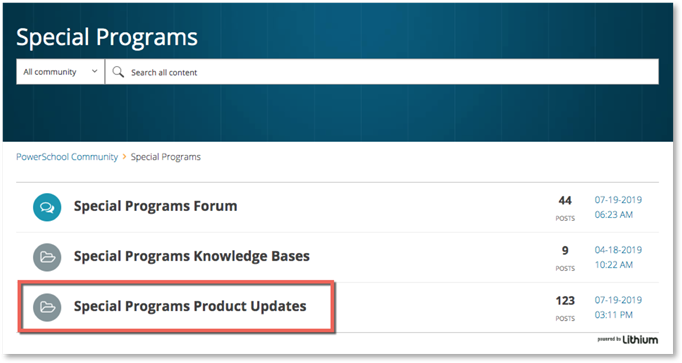 Special Programs
All community Search all content
PowerSchool Community > Special Programs
Special Programs Forum 44 07-19-2019
POSTS 06:23 AM
Special Programs Knowledge Bases 9 04-18-2019
POSTS 10:22 AM
Special Programs Product Updates 123 07-19-2019
POSTS 03:11 PM
powered by Lithium